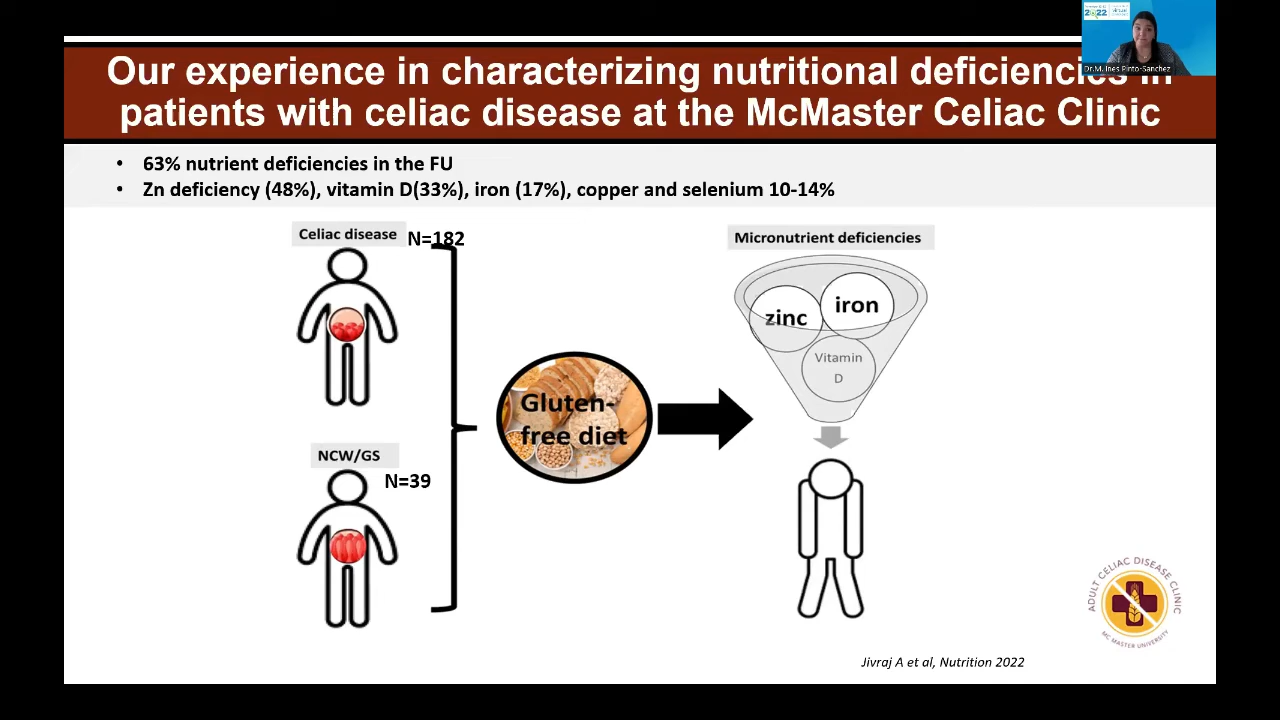 2022
Dr.M. Ines Pinto-Sanchez
Our experience in characterizing nutritional deficiencies in
patients with celiac disease at the McMaster Celiac Clinic
• 63% nutrient deficiencies in the FU
• Zn deficiency (48%), vitamin D(33%), iron (17%), copper and selenium 10-14%
Celiac disease N=182
Micronutrient deficiencies
zinc
iron
Vitamin
D
Gluten-
free diet
NCW/GS
N=39
ADULT CELIAC DISEASE CLINIC
MC MASTER UNIVERSITY
Jivraj A et al, Nutrition 2022